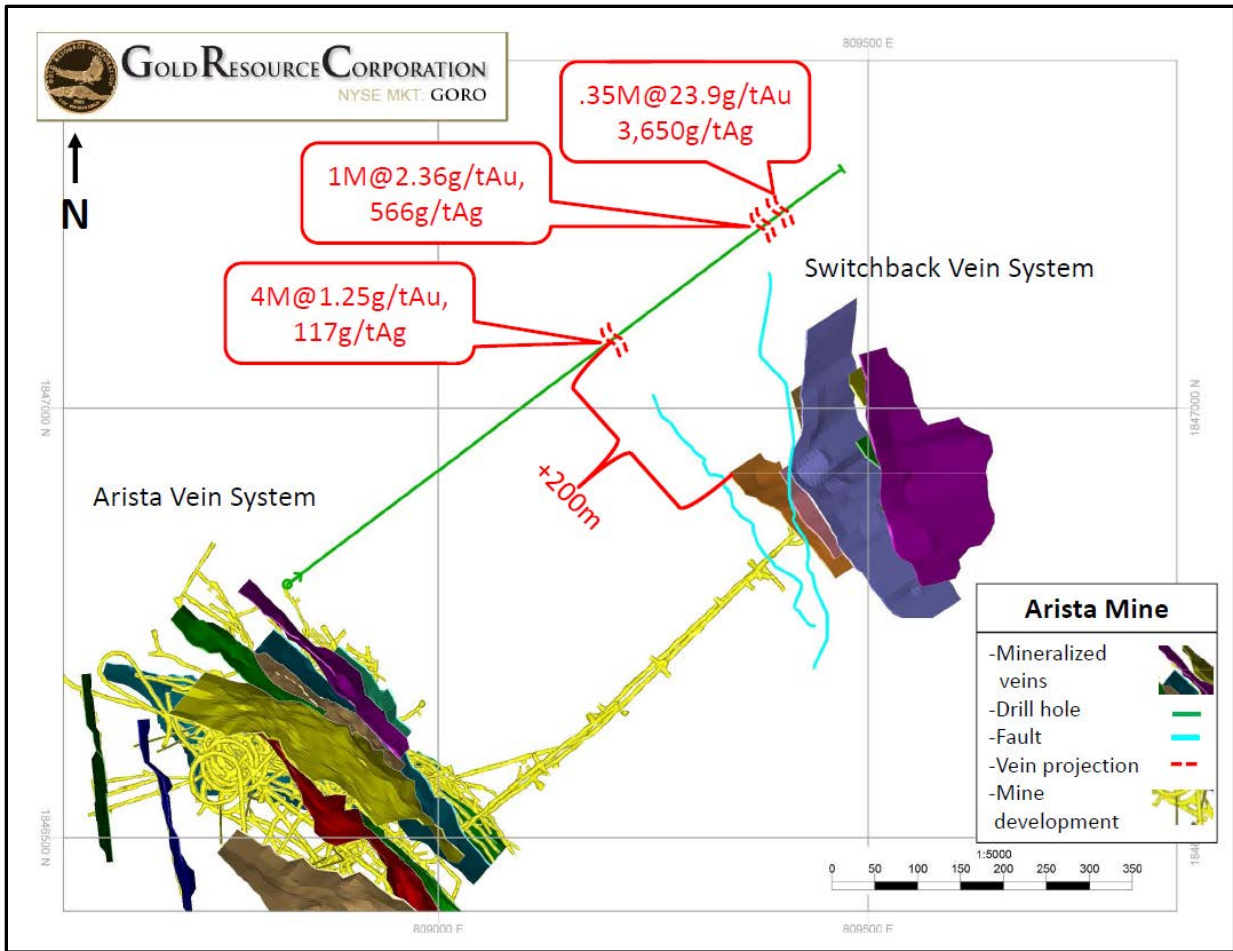 GOLD RESOURCE CORPORATION
NYSE MKT: GORO
809500 E
N
.35M@23.9g/tAu
3,650g/tAg
1M@2.36g/tAu,
566g/tAg
4M@1.25g/tAu,
117g/tAg
Switchback Vein System
1847000 N
1847000 N
+200m
Arista Vein System
Arista Mine
-Mineralized
veins
-Drill hole
-Fault
-Vein projection
-Mine
development
1846500 N
1:5000
0 50 100 150 200 250 300 350
809000 E
809500 E